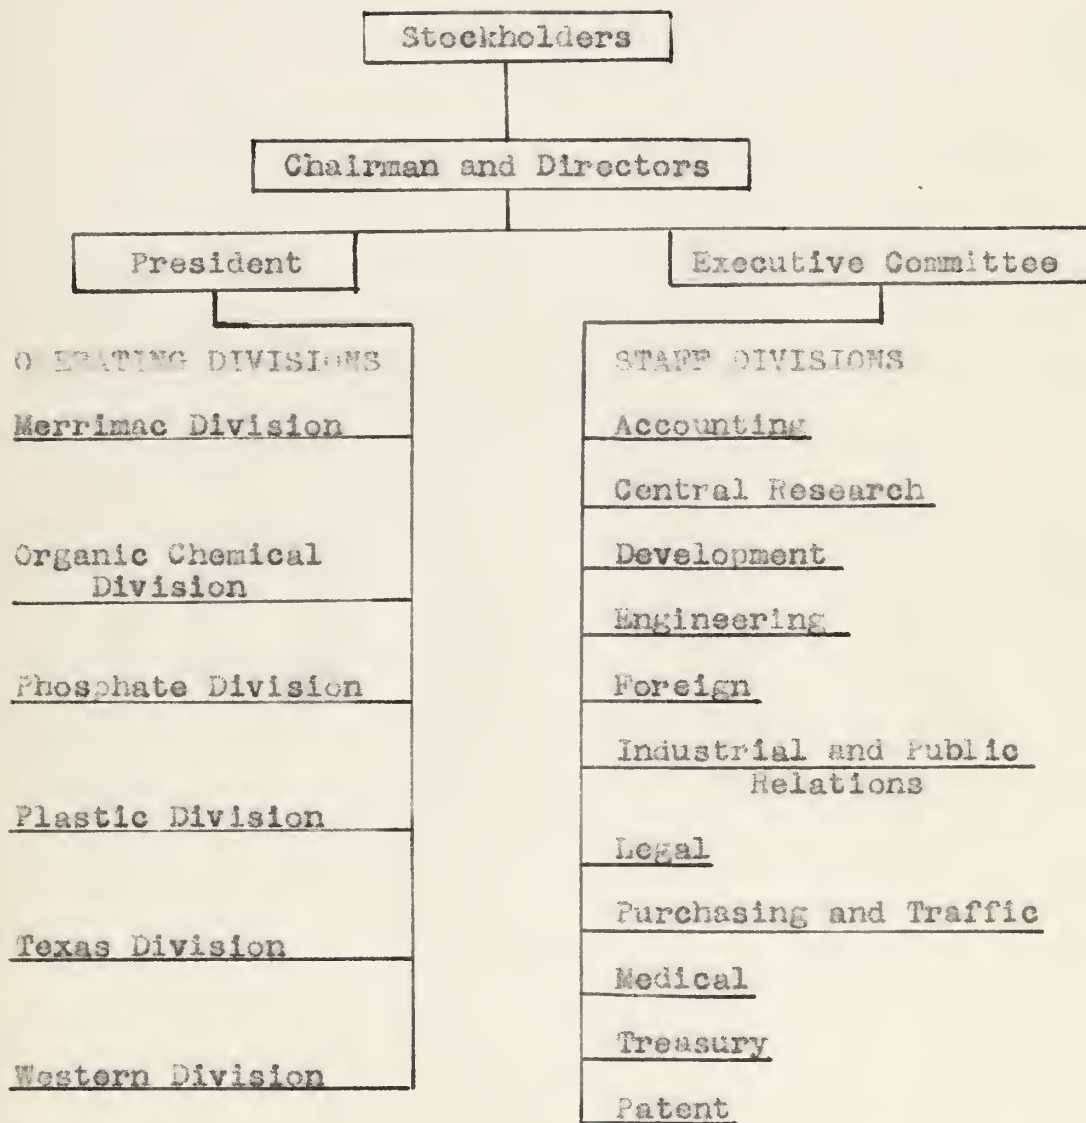 Stockholders
Chairman and Directors
President
Executive Committee
OPERATING DIVISIONS
Merrimac Division
Organic Chemical
Division
Phosphate Division
Plastic Division
Texas Division
Western Division
STAFF DIVISIONS
Accounting
Central Research
Development
Engineering
Foreign
Industrial and Public
Relations
Legal
Purchasing and Traffic
Medical
Treasury
Patent